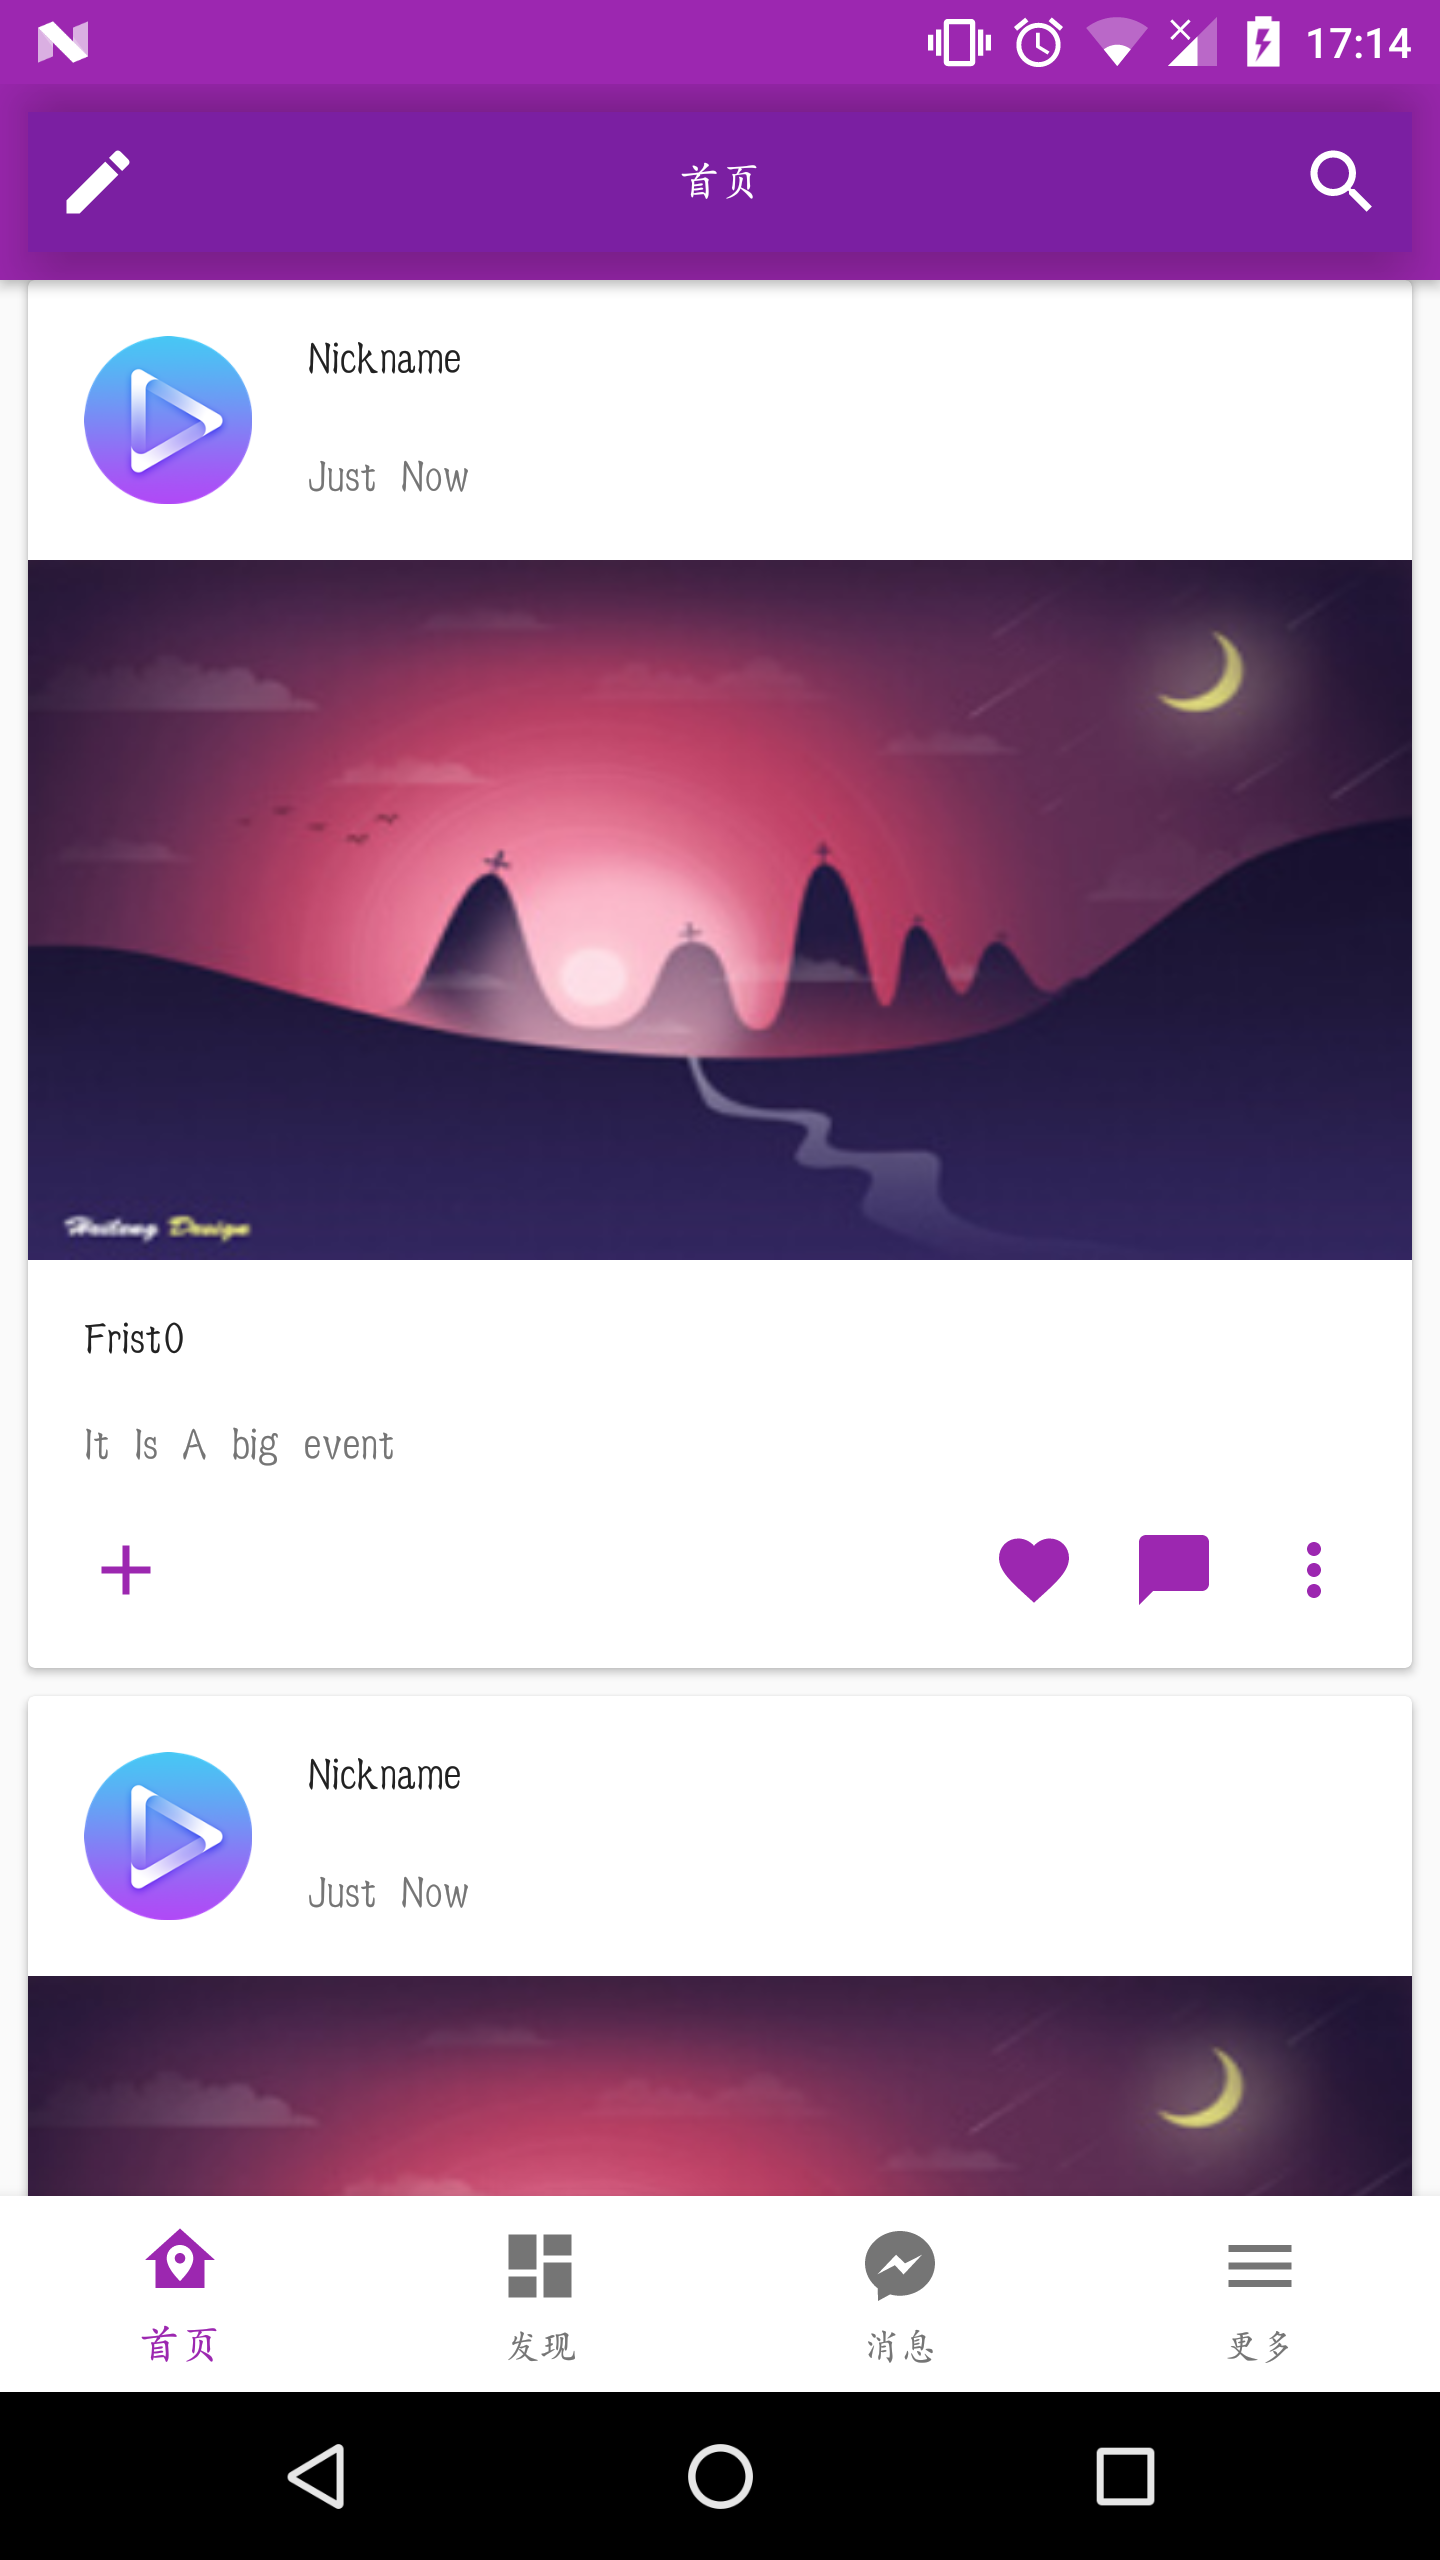 17:14
首页
Nickname
Just Now
Heilong Design
Frist0
It Is A big event
Nickname
Just Now
首页
发现
消息
更多